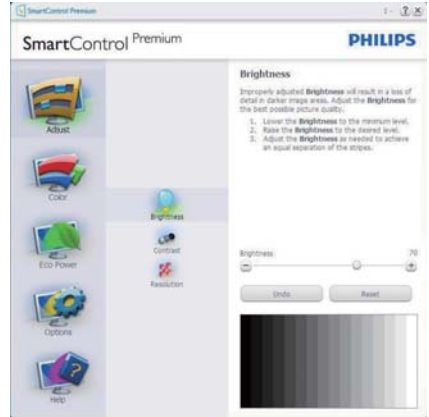 SmartControl Premium
SmartControl Premium
PHILIPS
Adjust
Color
Eco Power
Options
Help
Brightness
Contrast
Resolution
Brightness
Improperly adjusted Brightness will result in a loss of
detail in darker image areas. Adjust the Brightness for
the best possible picture quality.
1. Lower the Brightness to the minimum level.
2. Raise the Brightness to the desired level.
3. Adjust the Brightness as needed to achieve
an equal separation of the stripes.
Brightness
70
Undo
Reset